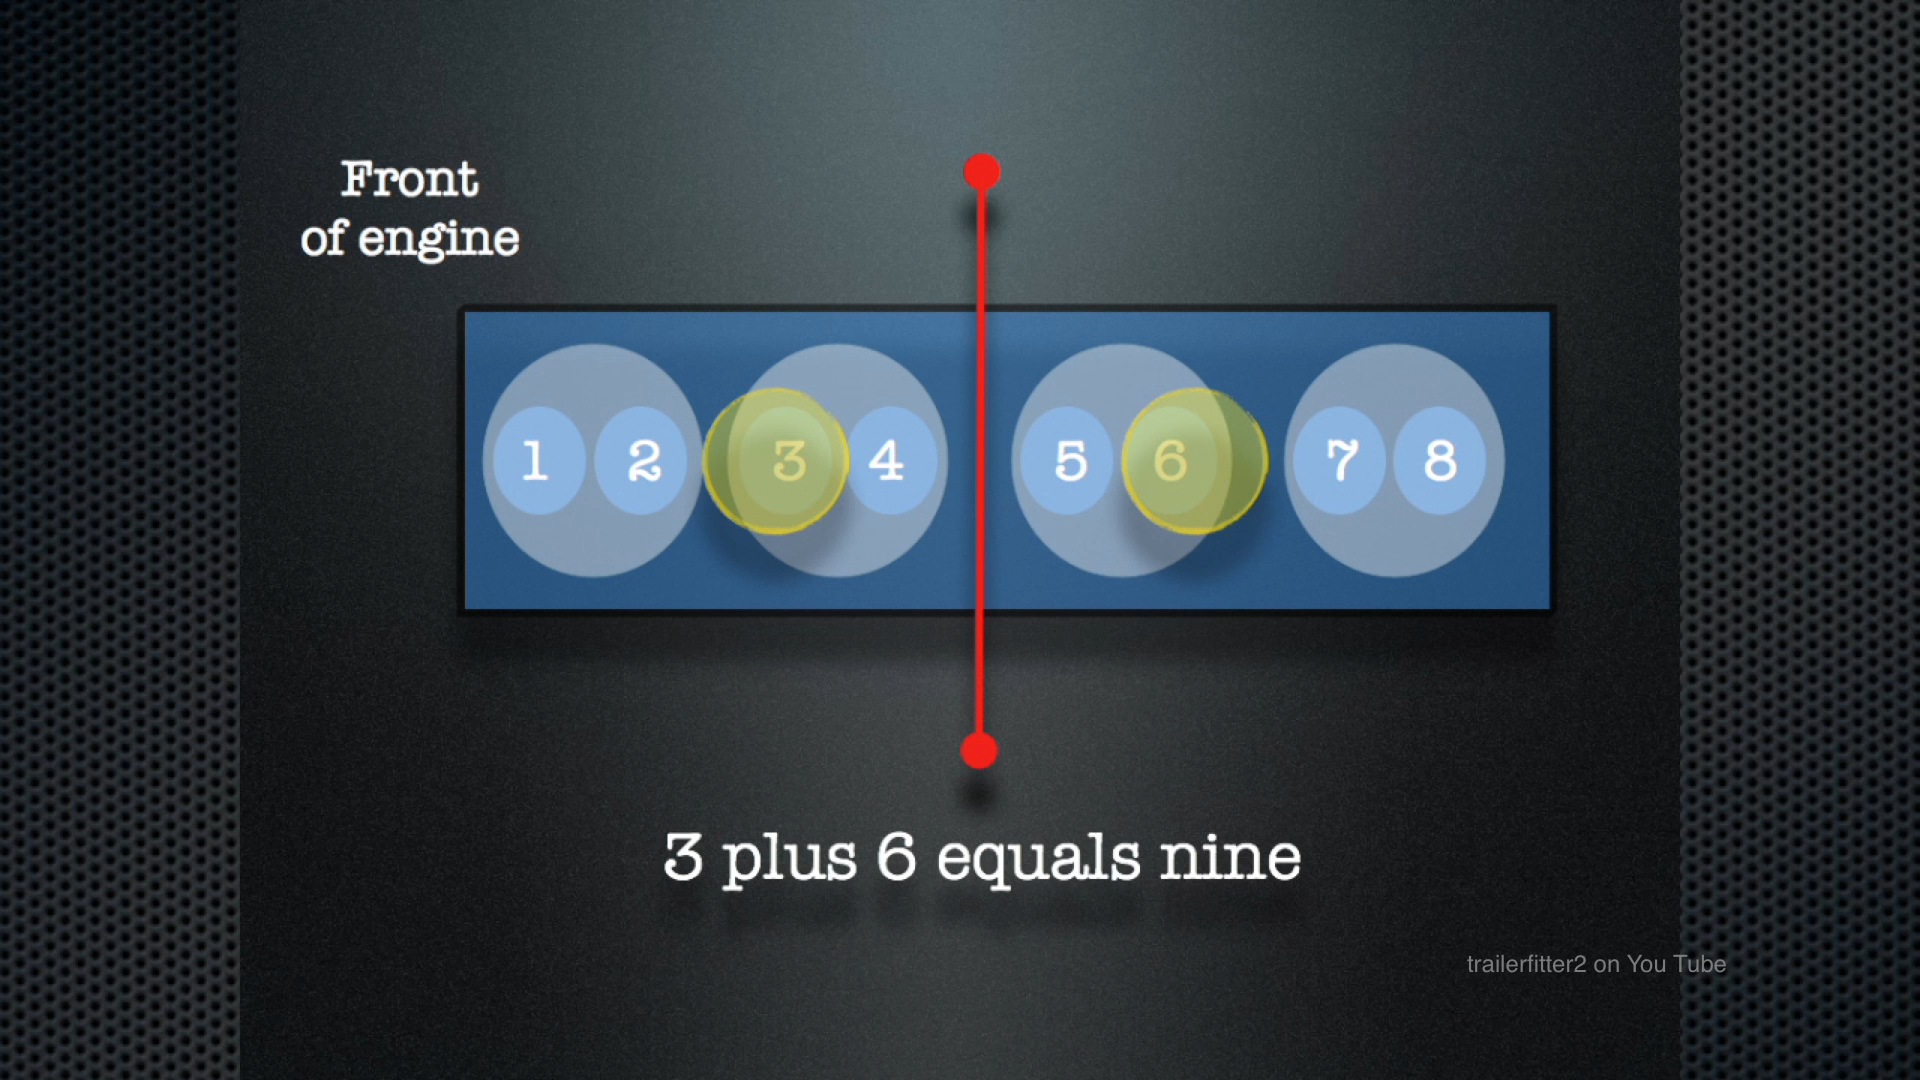 Front
of engine
1 2 3 4 5 6 7 8
3 plus 6 equals nine
trailerfitter2 on You Tube